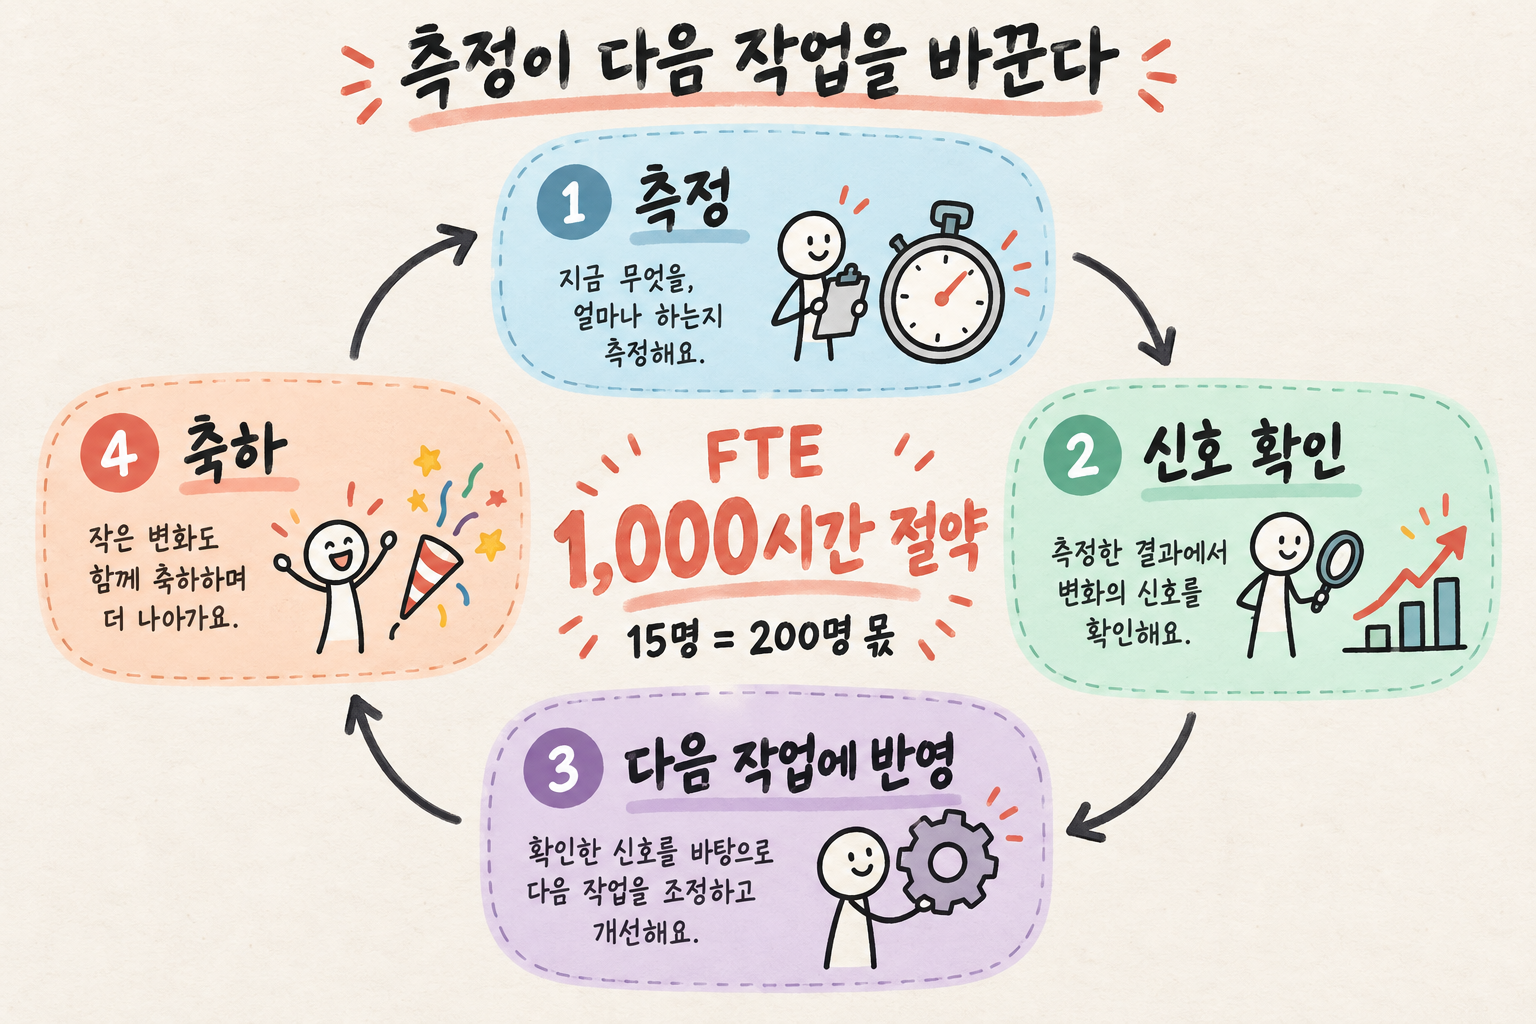 측정이 다음 작업을 바꾼다
1 측정
지금 무엇을,
얼마나 하는지
측정해요.
2 신호 확인
측정한 결과에서
변화의 신호를
확인해요.
3 다음 작업에 반영
확인한 신호를 바탕으로
다음 작업을 조정하고
개선해요.
4 축하
작은 변화도
함께 축하하며
더 나아가요.
FTE
1,000시간 절약
15명 = 200명 몫